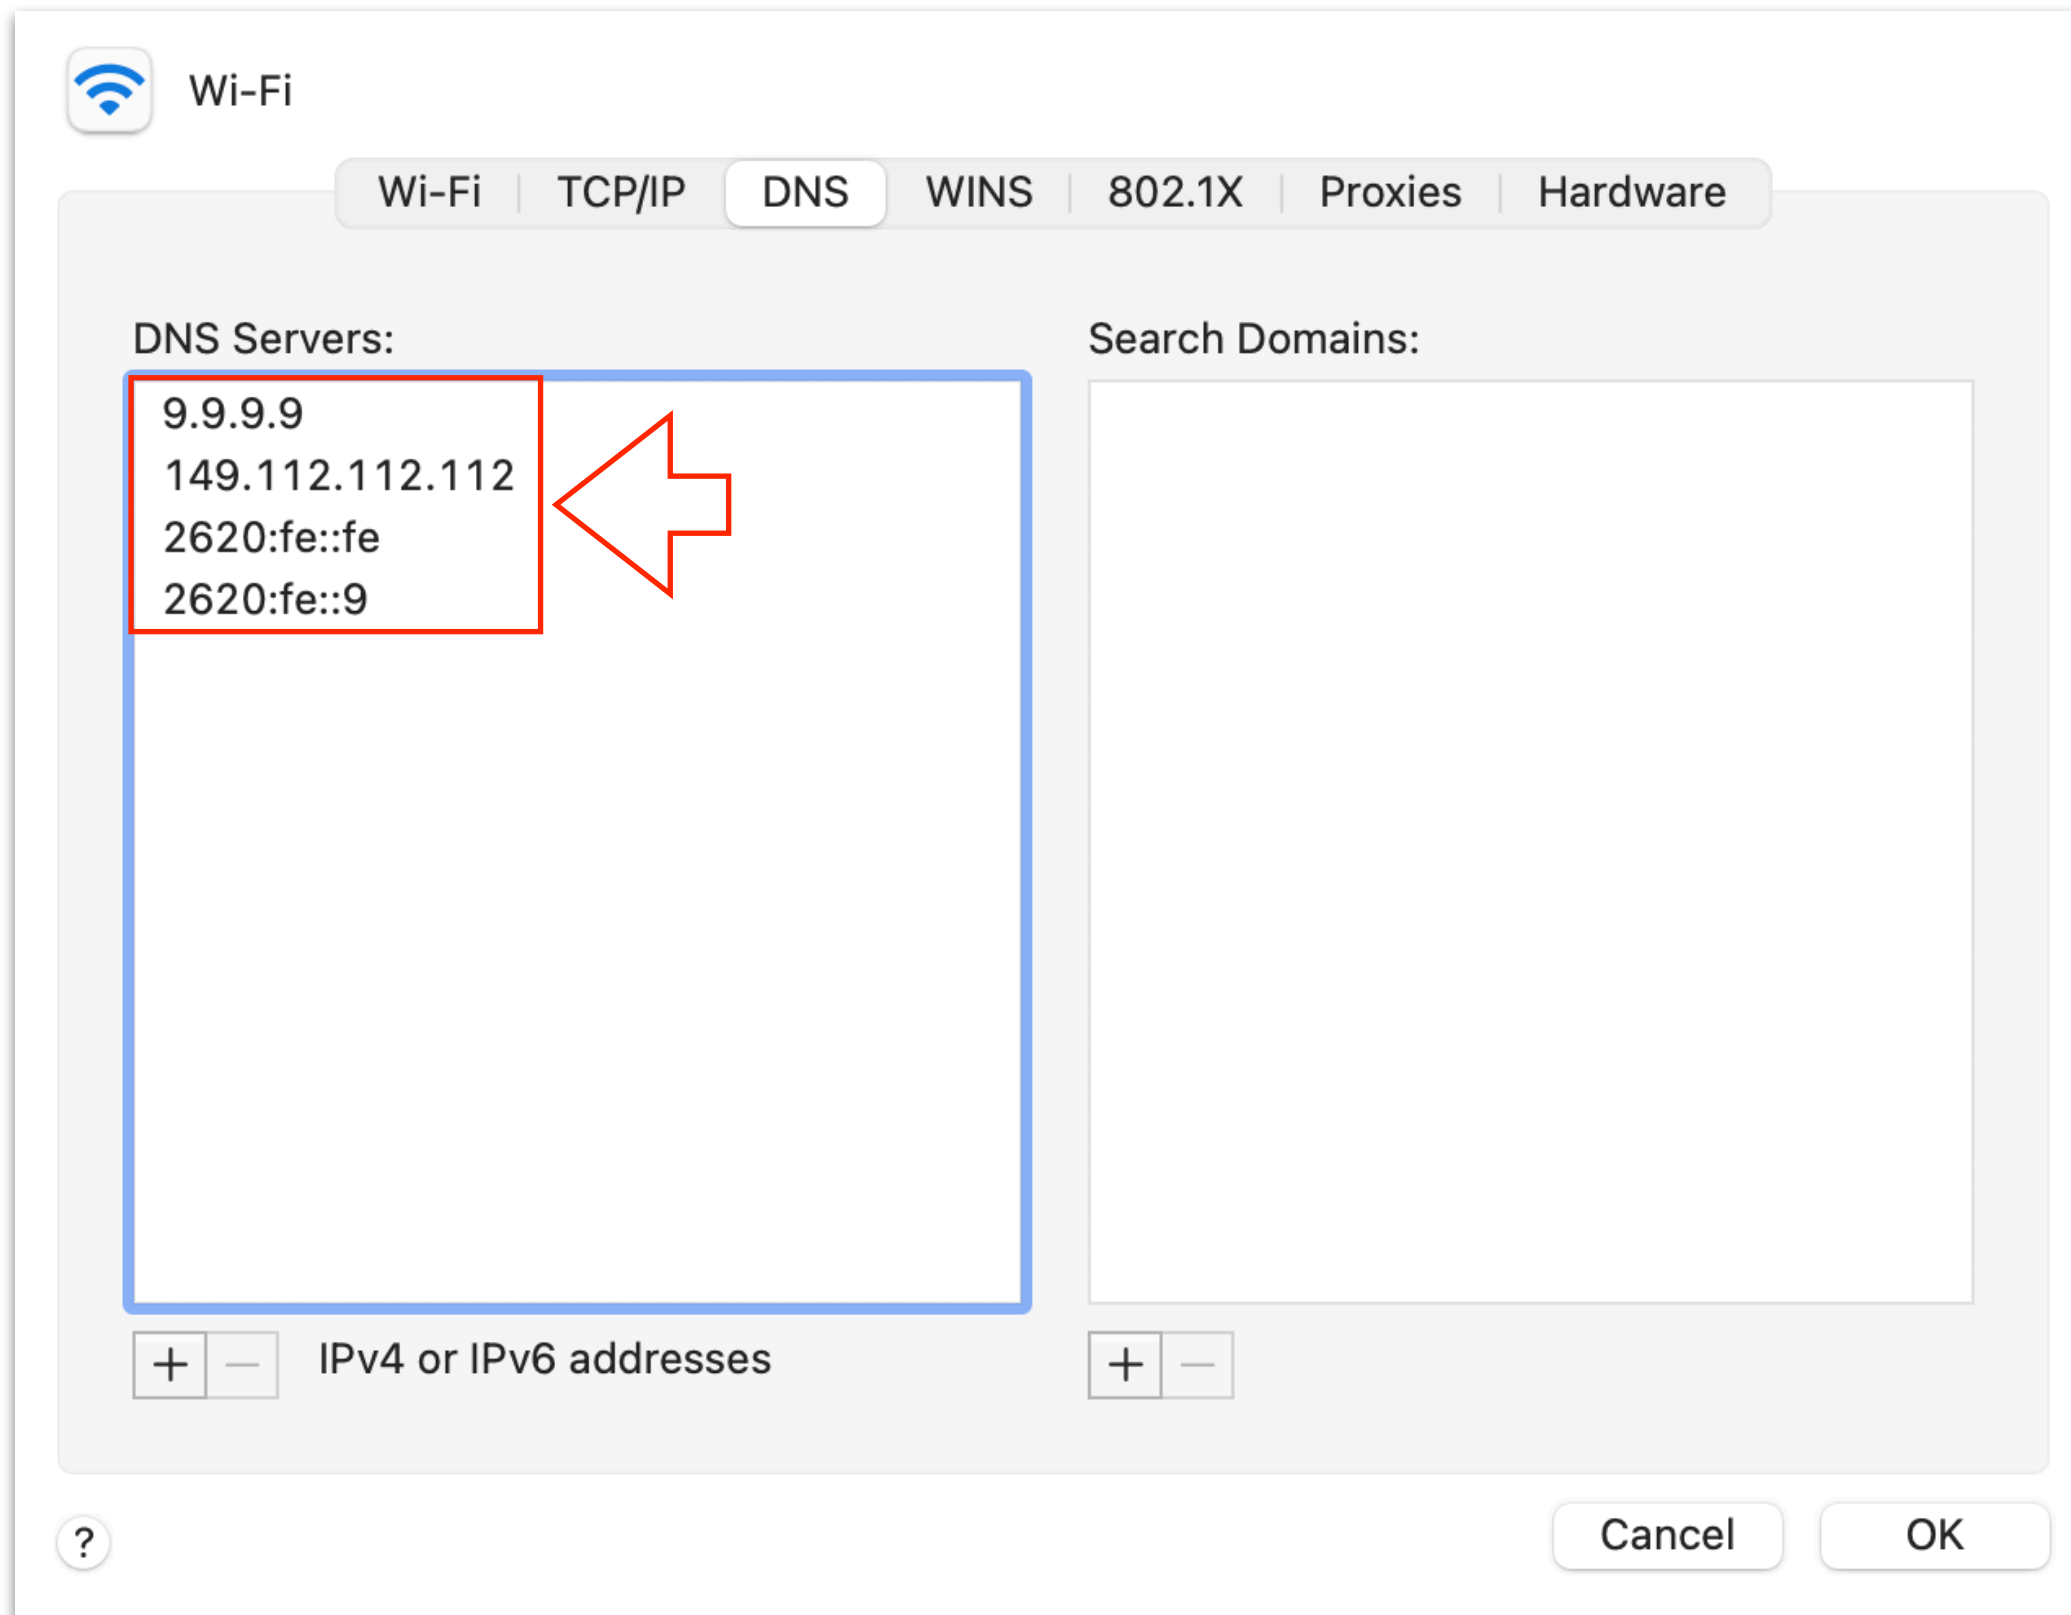 Wi-Fi
Wi-Fi TCP/IP DNS WINS 802.1X Proxies Hardware
DNS Servers:
9.9.9.9
149.112.112.112
2620:fe::fe
2620:fe::9
+ − IPv4 or IPv6 addresses
Search Domains:
+ −
? Cancel OK